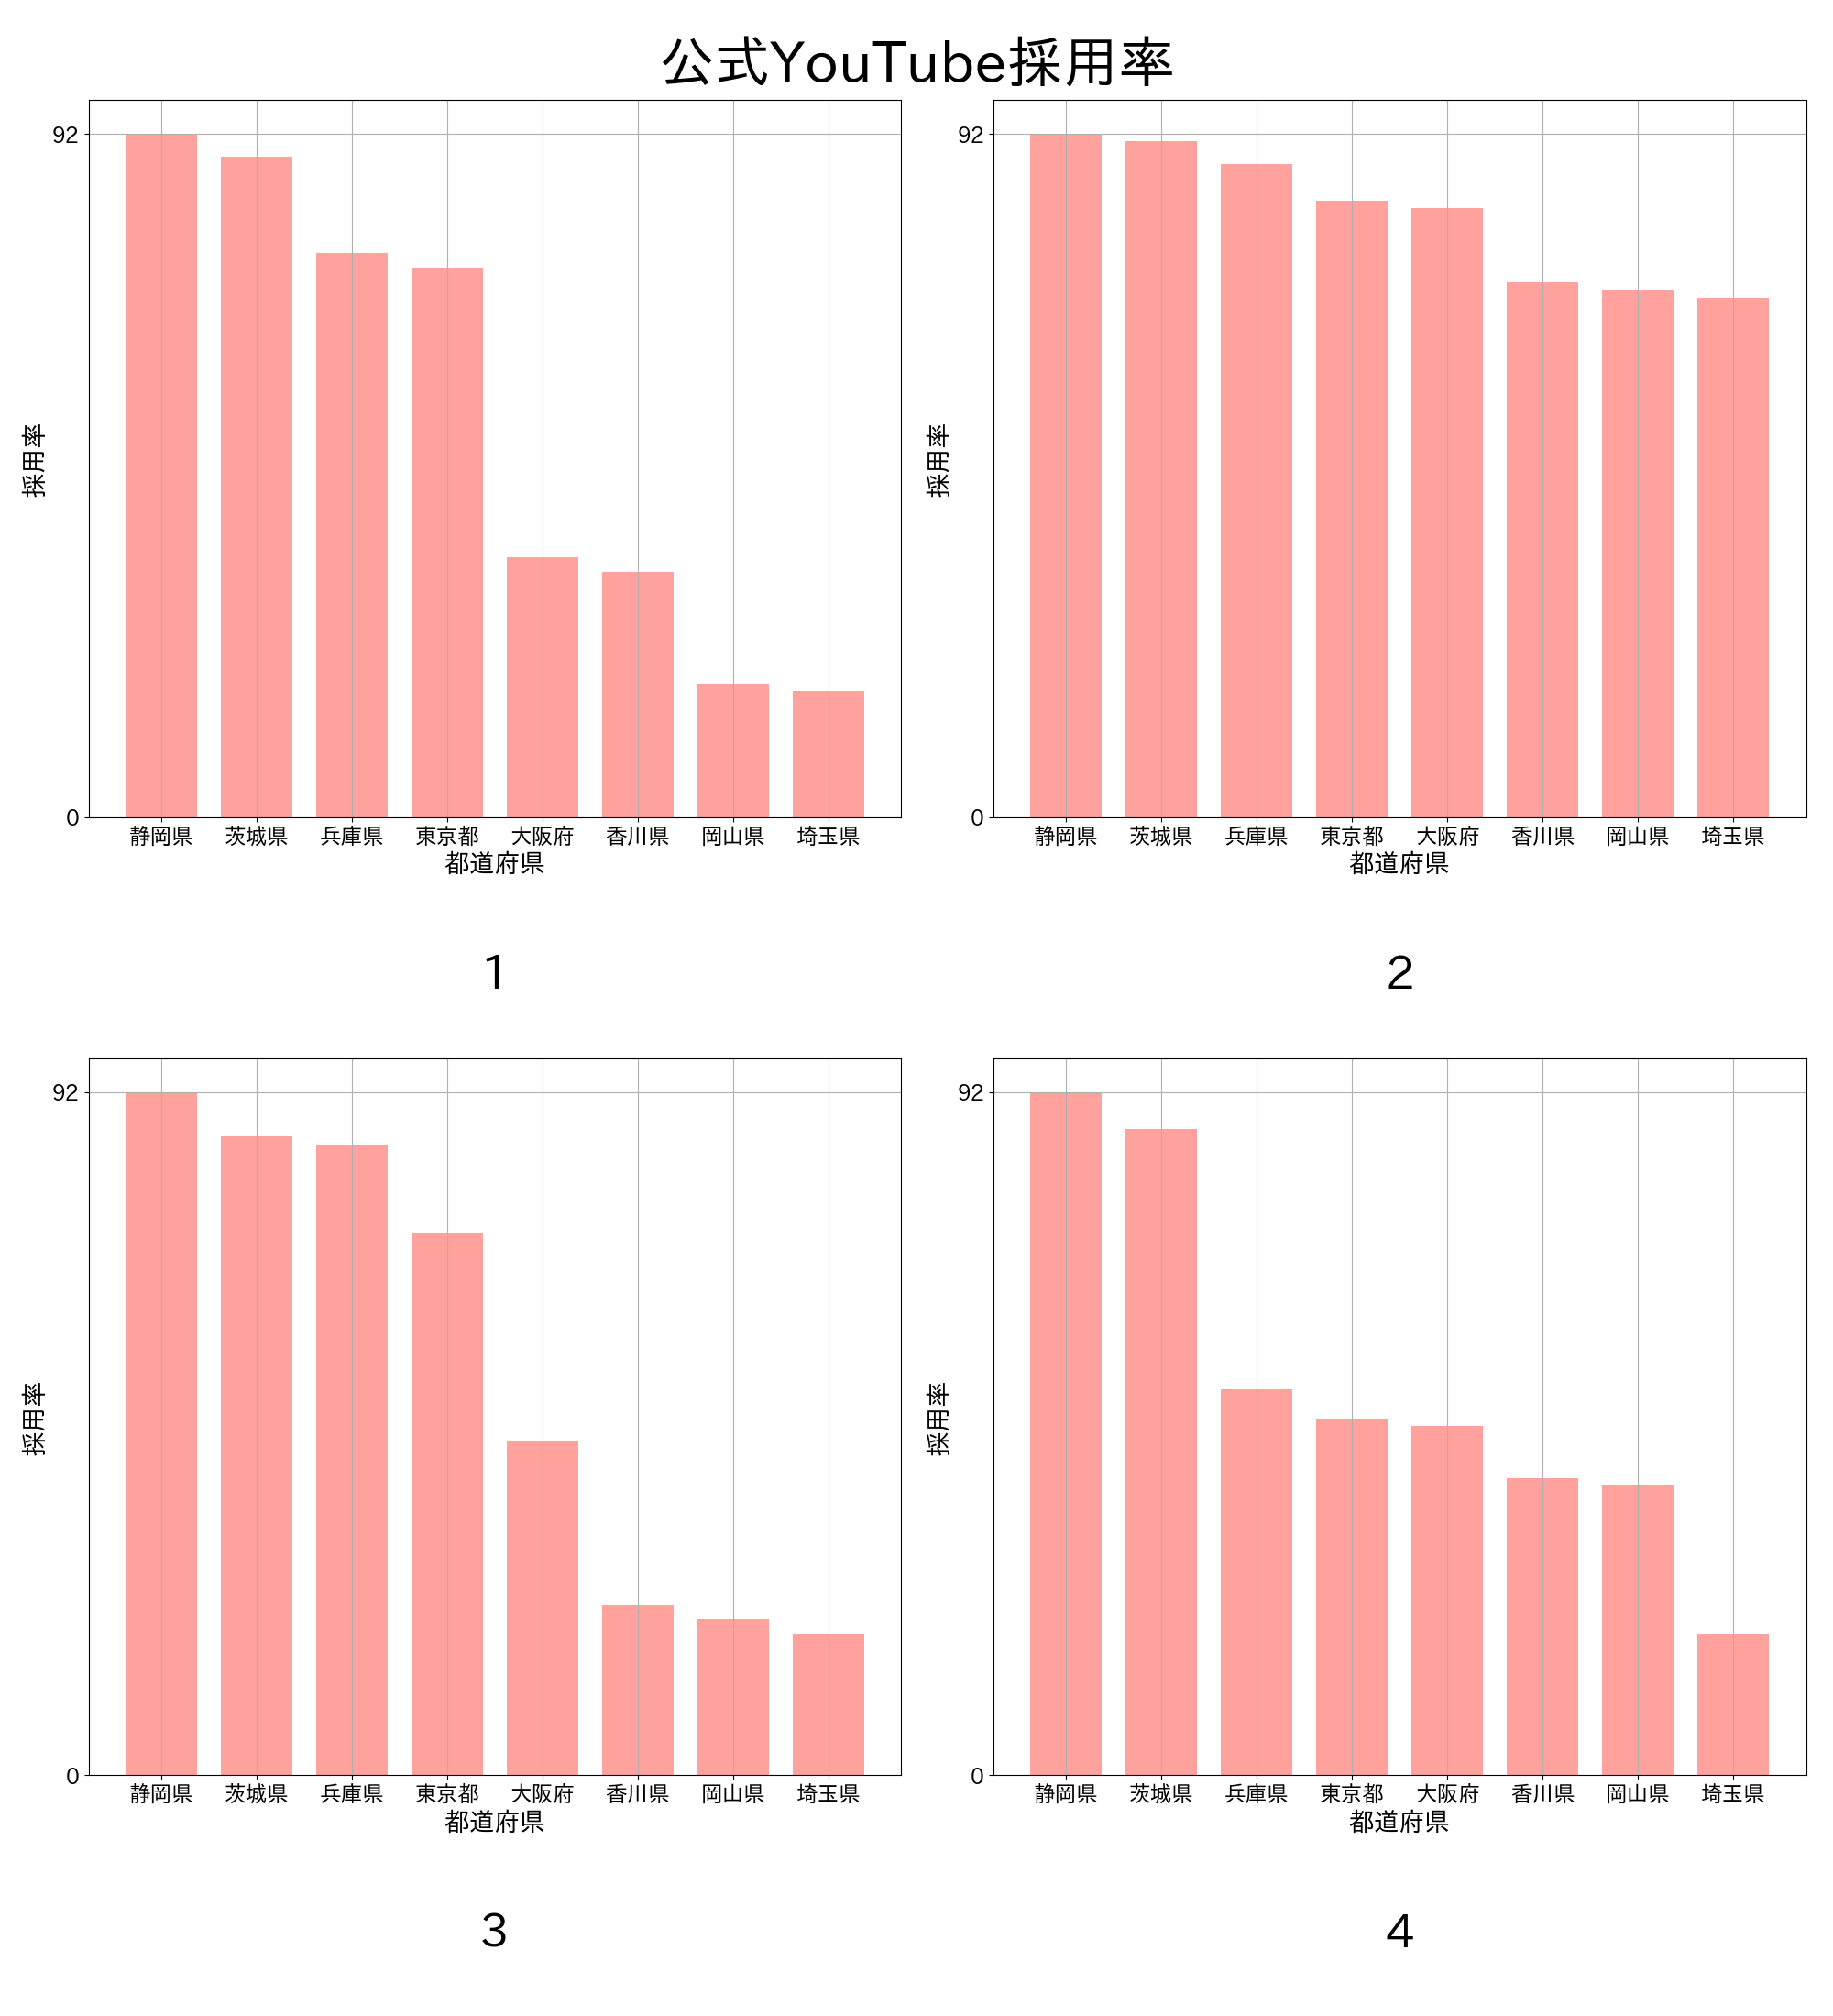 公式YouTube採用率
92
0
採用率
静岡県 茨城県 兵庫県 東京都 大阪府 香川県 岡山県 埼玉県
都道府県
1
92
0
採用率
静岡県 茨城県 兵庫県 東京都 大阪府 香川県 岡山県 埼玉県
都道府県
2
92
0
採用率
静岡県 茨城県 兵庫県 東京都 大阪府 香川県 岡山県 埼玉県
都道府県
3
92
0
採用率
静岡県 茨城県 兵庫県 東京都 大阪府 香川県 岡山県 埼玉県
都道府県
4